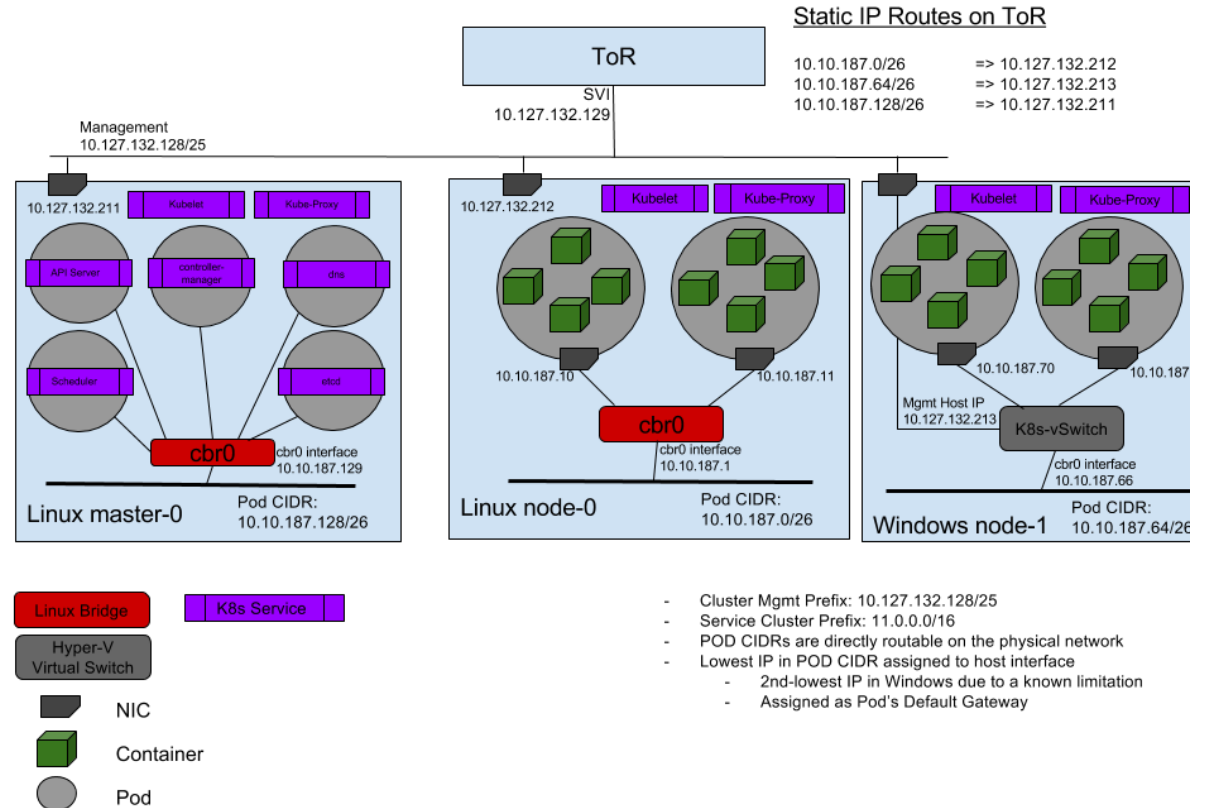 Static IP Routes on ToR
10.10.187.0/26 => 10.127.132.212
10.10.187.64/26 => 10.127.132.213
10.10.187.128/26 => 10.127.132.211
ToR
SVI
10.127.132.129
Management
10.127.132.128/25
10.127.132.211
Kubelet
Kube-Proxy
API Server
controller-
manager
dns
Scheduler
etcd
cbr0
cbr0 interface
10.10.187.129
Linux master-0
Pod CIDR:
10.10.187.128/26
10.127.132.212
Kubelet
Kube-Proxy
10.10.187.10
10.10.187.11
cbr0
cbr0 interface
10.10.187.1
Linux node-0
Pod CIDR:
10.10.187.0/26
Kubelet
Kube-Proxy
10.10.187.70
10.10.187
Mgmt Host IP
10.127.132.213
K8s-vSwitch
cbr0 interface
10.10.187.66
Windows node-1
Pod CIDR:
10.10.187.64/26
Linux Bridge
K8s Service
Hyper-V
Virtual Switch
NIC
Container
Pod
- Cluster Mgmt Prefix: 10.127.132.128/25
- Service Cluster Prefix: 11.0.0.0/16
- POD CIDRs are directly routable on the physical network
- Lowest IP in POD CIDR assigned to host interface
- 2nd-lowest IP in Windows due to a known limitation
- Assigned as Pod's Default Gateway